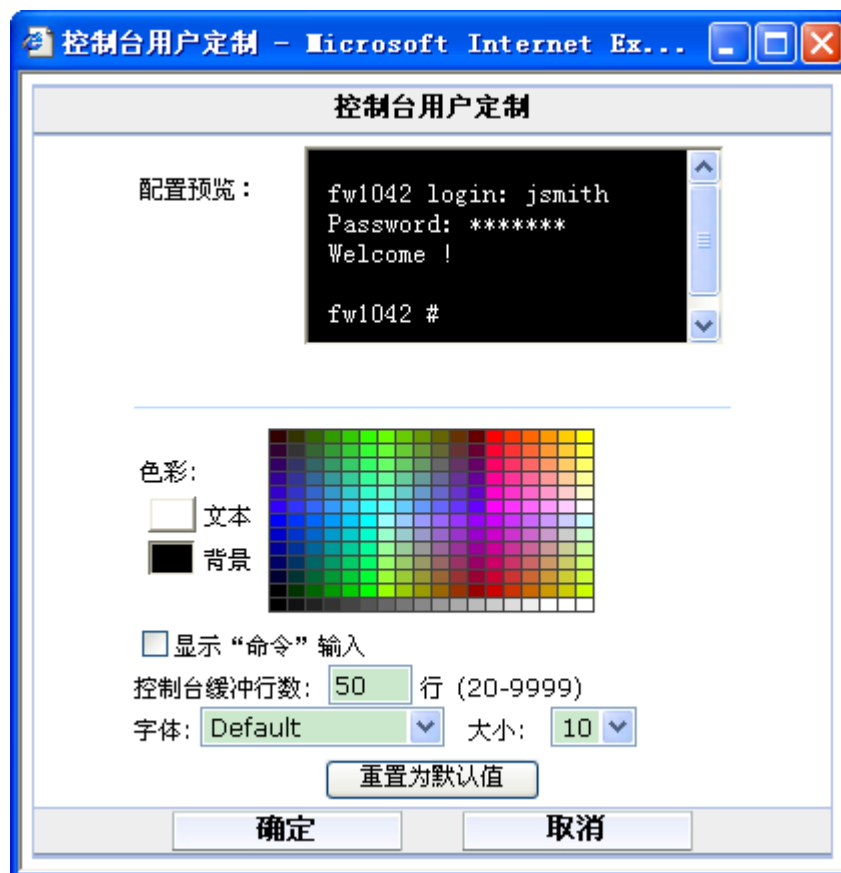 控制台用户定制 - Microsoft Internet Ex...
控制台用户定制
配置预览：
fw1042 login: jsmith
Password: *******
Welcome !
fw1042 #
色彩:
文本
背景
显示“命令”输入
控制台缓冲行数: 50 行 (20-9999)
字体: Default 大小: 10
重置为默认值
确定 取消